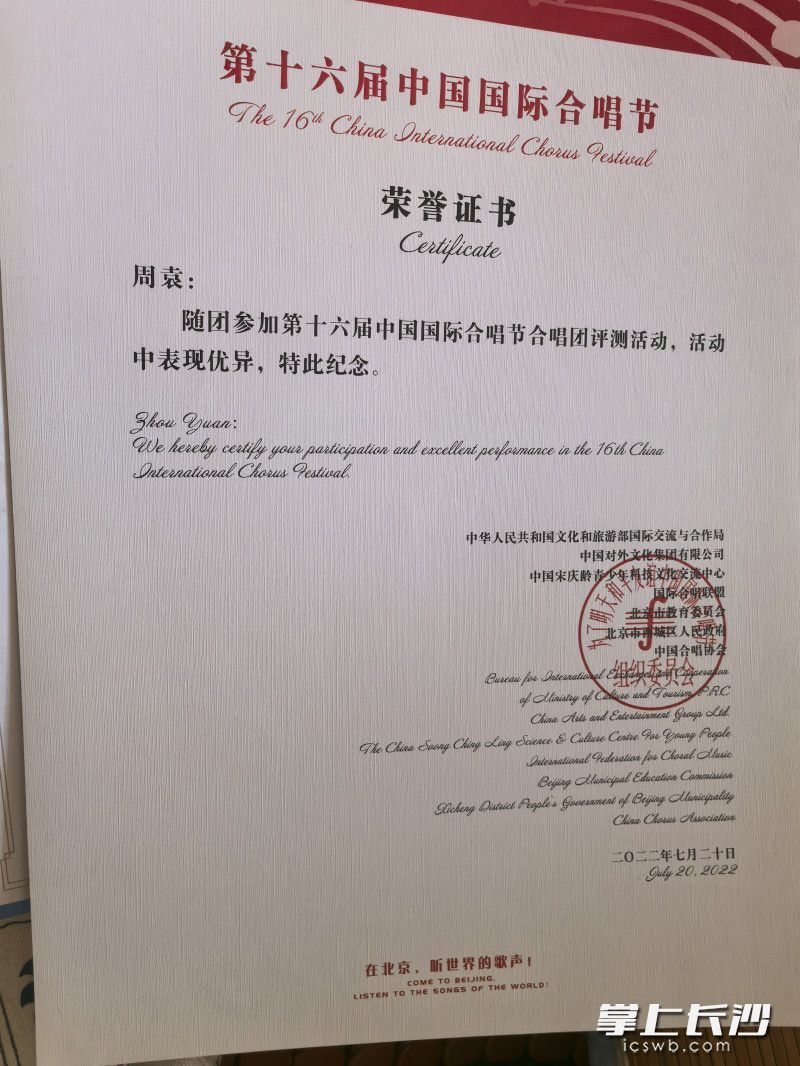 第十六届中国国际合唱节
The 16th China International Chorus Festival
荣誉证书
Certificate
周袁：
随团参加第十六届中国国际合唱节合唱团评测活动，活动
中表现优异，特此纪念。
Zhou Yuan:
We hereby certify your participation and excellent performance in the 16th China
International Chorus Festival.
中华人民共和国文化和旅游部国际交流与合作局
中国对外文化集团有限公司
中国宋庆龄青少年科技文化交流中心
国际合唱联盟
北京市教育委员会
北京市西城区人民政府
中国合唱协会
组织委员会
Bureau for International Exchange and Cooperation
of Ministry of Culture and Tourism, P.R.C
China Arts and Entertainment Group Ltd.
The China Soong Ching Ling Science & Culture Centre For Young People
International Federation for Choral Music
Beijing Municipal Education Commission
Xicheng District People's Government of Beijing Municipality
China Chorus Association
二〇二二年七月二十日
July 20, 2022
在北京，听世界的歌声！
COME TO BEIJING,
LISTEN TO THE SONGS OF THE WORLD!
掌上长沙
icswb.com